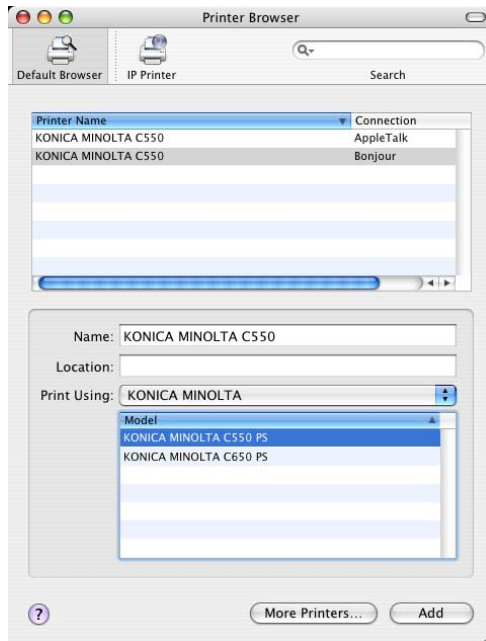 Printer Browser
Default Browser
IP Printer
Search
Printer Name Connection
KONICA MINOLTA C550 AppleTalk
KONICA MINOLTA C550 Bonjour
Name: KONICA MINOLTA C550
Location:
Print Using: KONICA MINOLTA
Model
KONICA MINOLTA C550 PS
KONICA MINOLTA C650 PS
? More Printers... Add